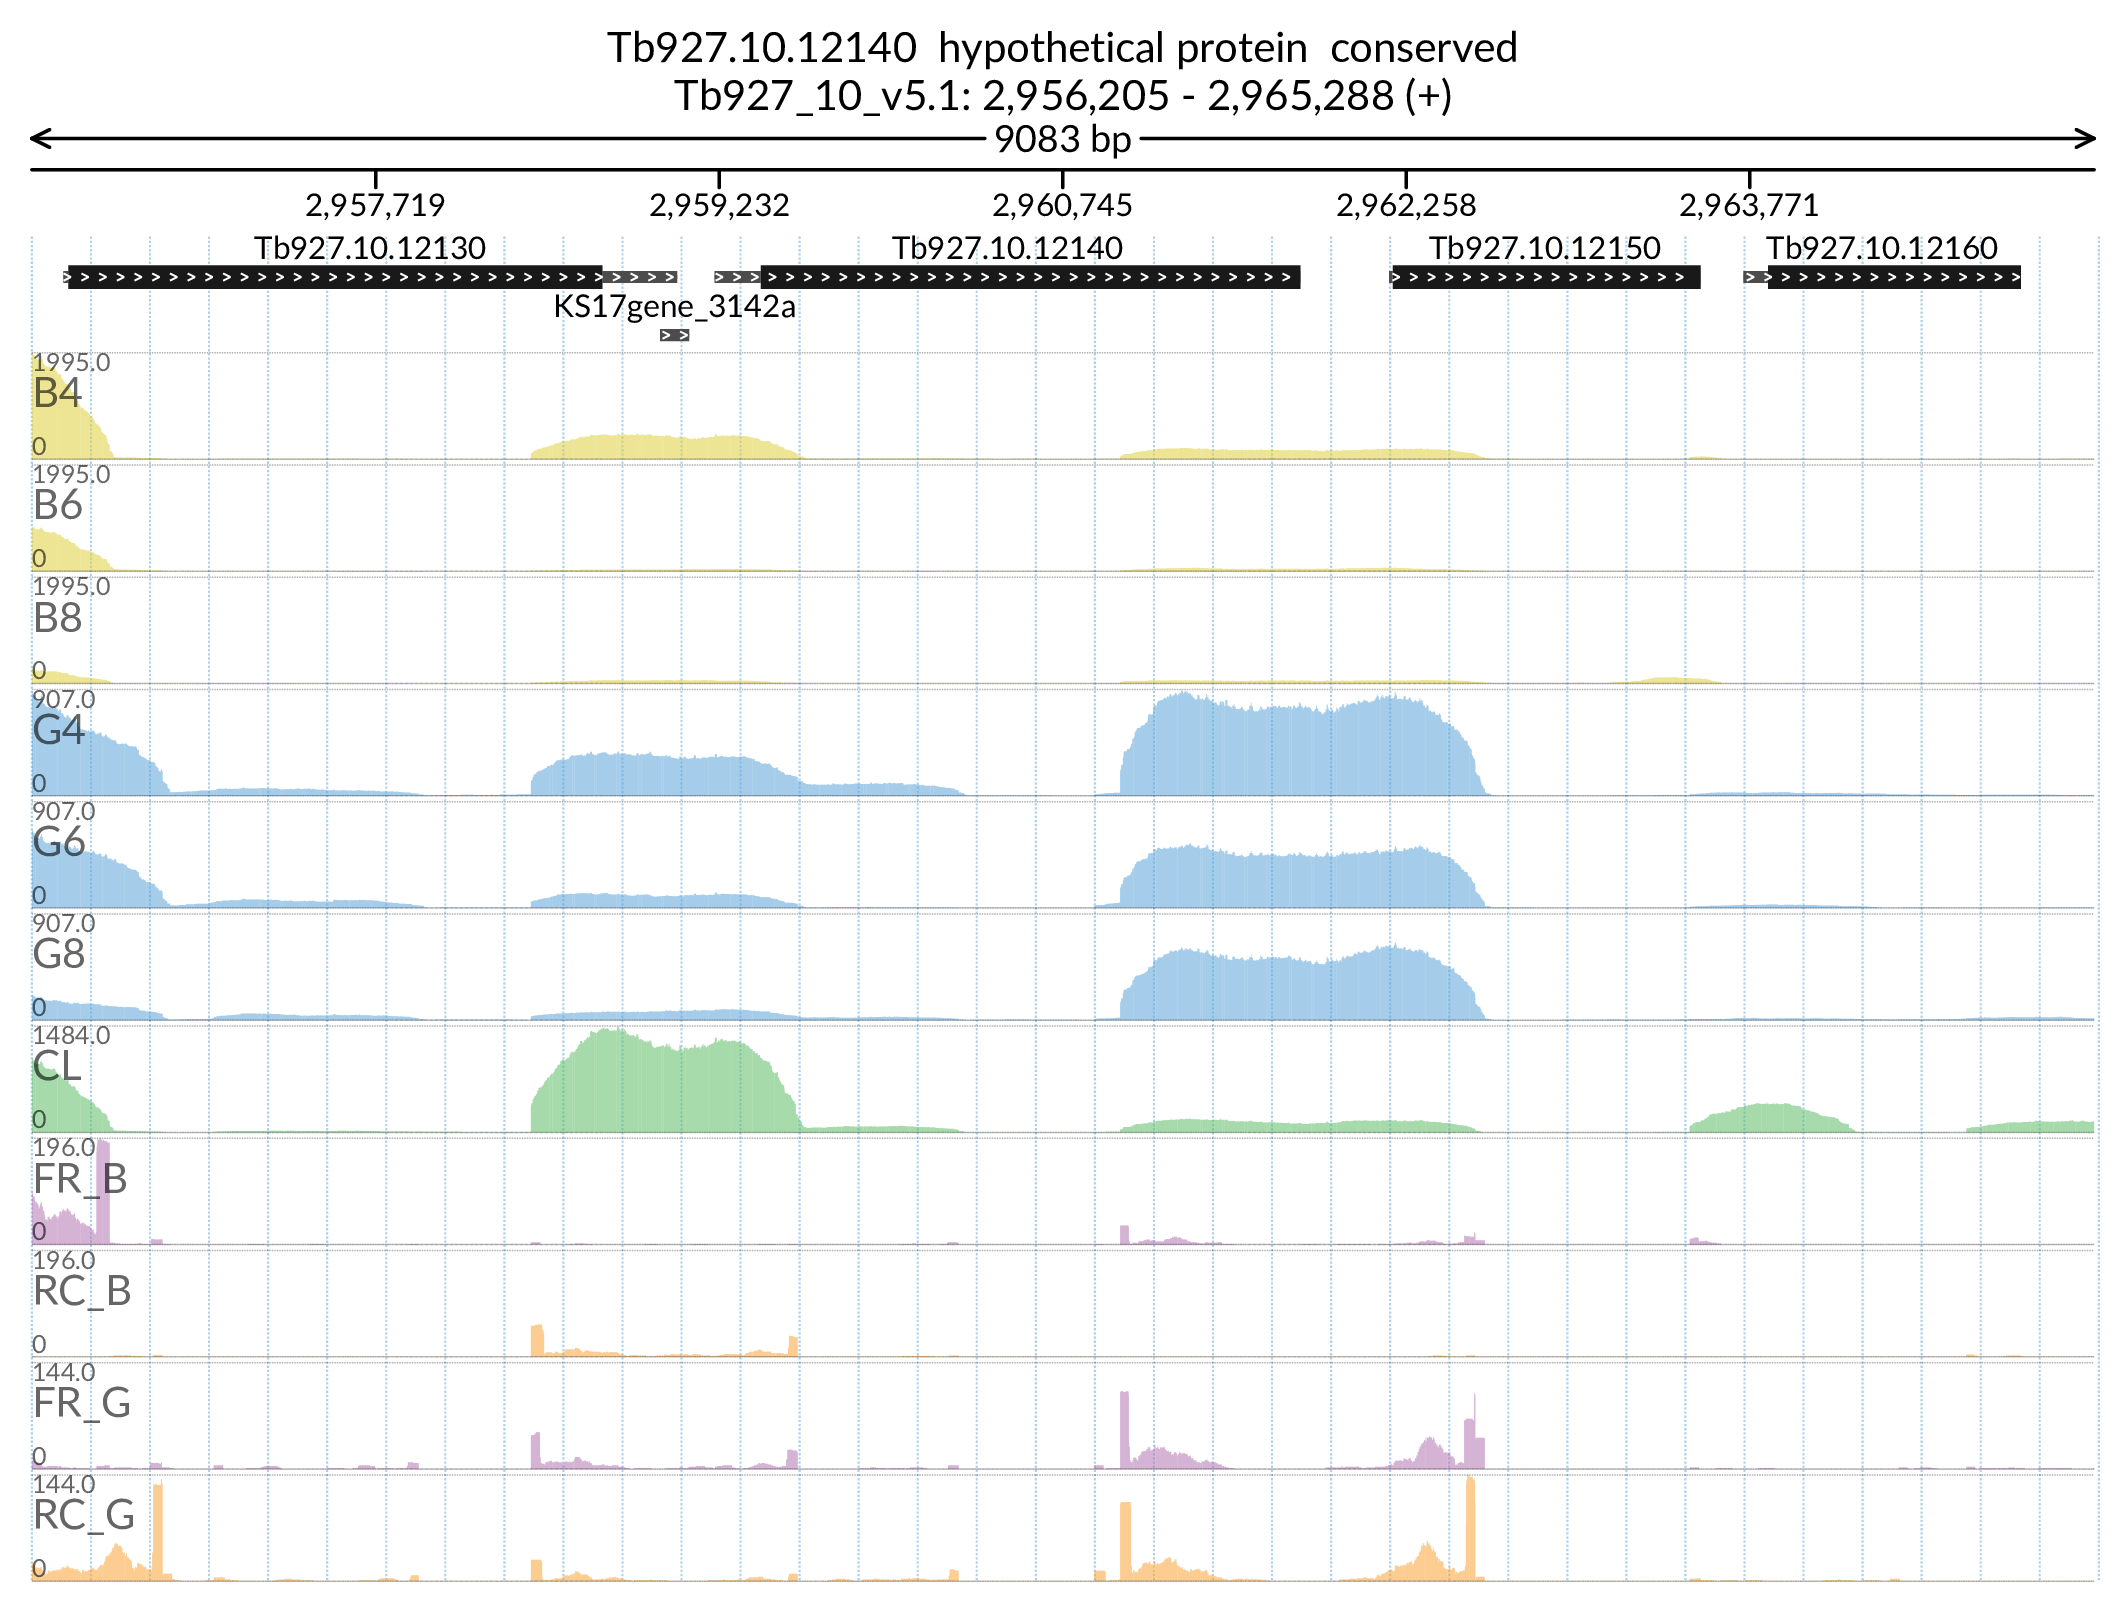 Tb927.10.12140  hypothetical protein  conserved
Tb927_10_v5.1: 2,956,205 - 2,965,288 (+)
9083 bp
2,957,719 2,959,232 2,960,745 2,962,258 2,963,771
Tb927.10.12130 Tb927.10.12140 Tb927.10.12150 Tb927.10.12160
KS17gene_3142a
1995.0
B4
0
1995.0
B6
0
1995.0
B8
0
907.0
G4
0
907.0
G6
0
907.0
G8
0
1484.0
CL
0
196.0
FR_B
0
196.0
RC_B
0
144.0
FR_G
0
144.0
RC_G
0